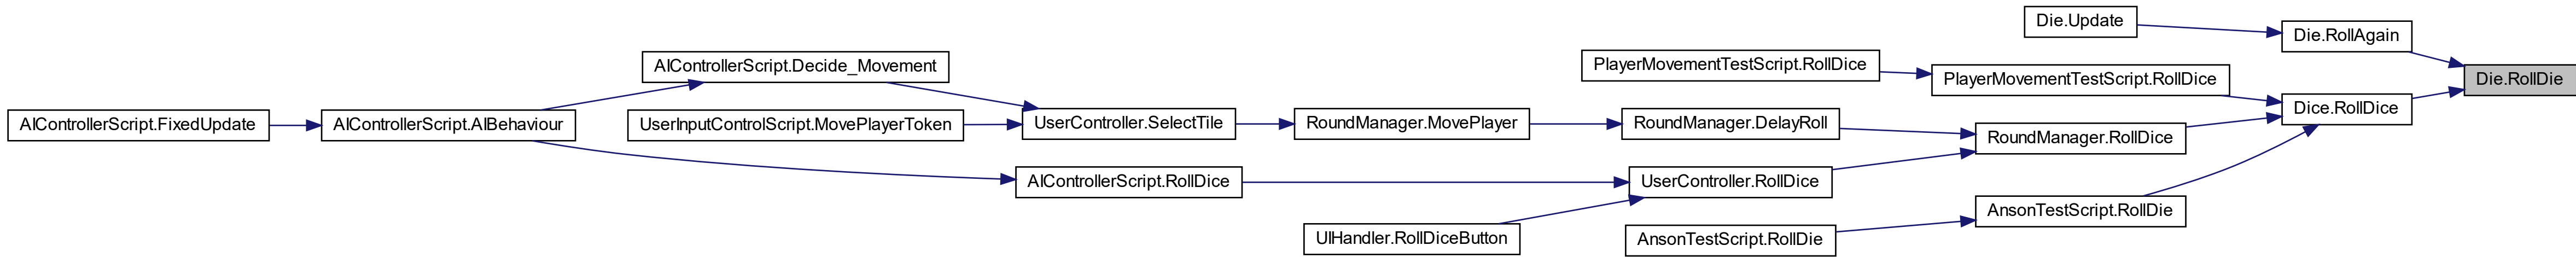 Die.Update
Die.RollAgain
AIControllerScript.Decide_Movement
PlayerMovementTestScript.RollDice
PlayerMovementTestScript.RollDice
Die.RollDie
AIControllerScript.FixedUpdate
AIControllerScript.AIBehaviour
UserInputControlScript.MovePlayerToken
UserController.SelectTile
RoundManager.MovePlayer
RoundManager.DelayRoll
RoundManager.RollDice
Dice.RollDice
AIControllerScript.RollDice
UserController.RollDice
AnsonTestScript.RollDie
UIHandler.RollDiceButton
AnsonTestScript.RollDie